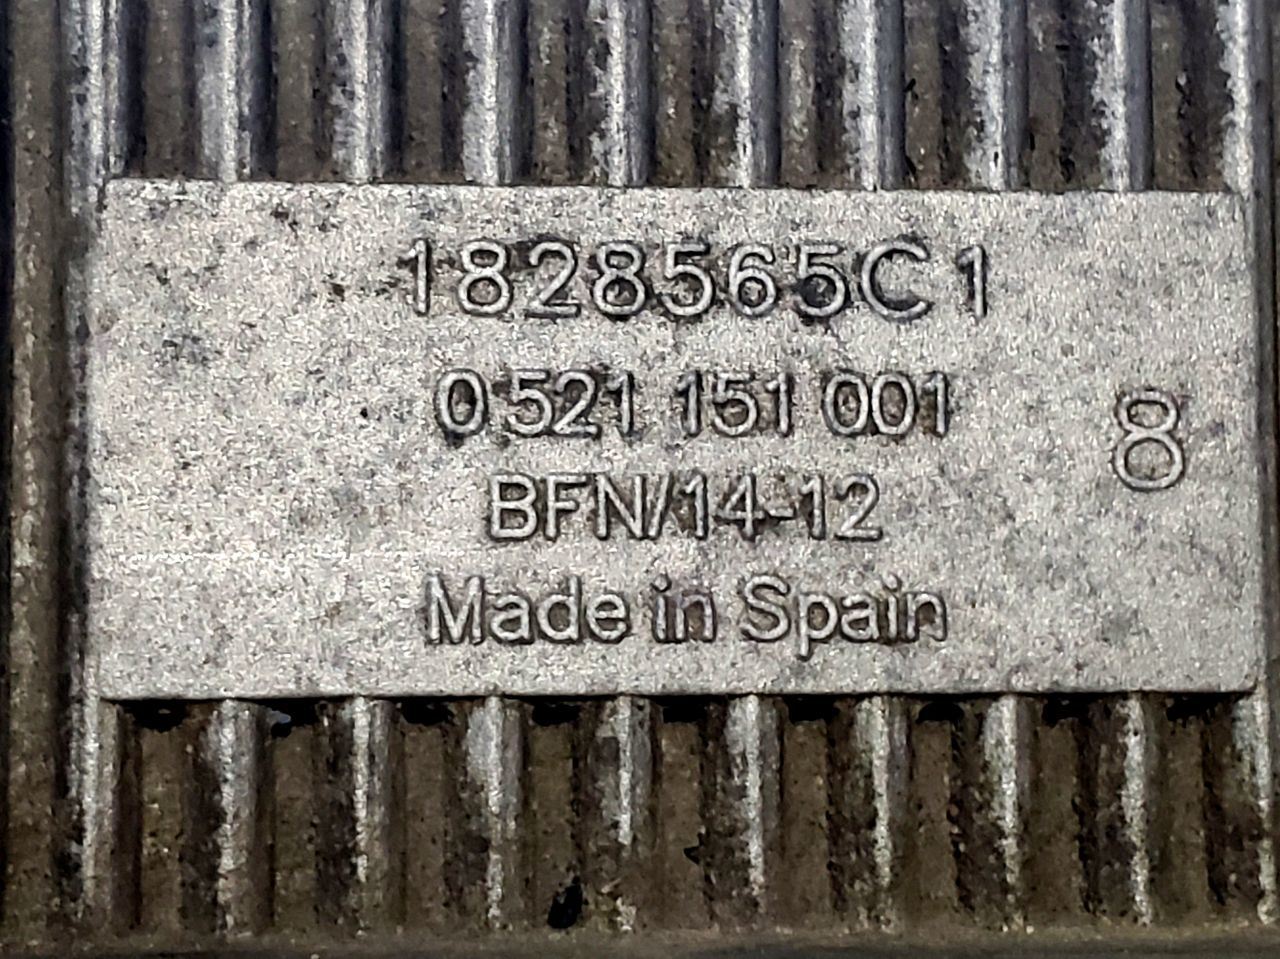 1828565C1
0 521 151 001
8
BFN/14-12
Made in Spain